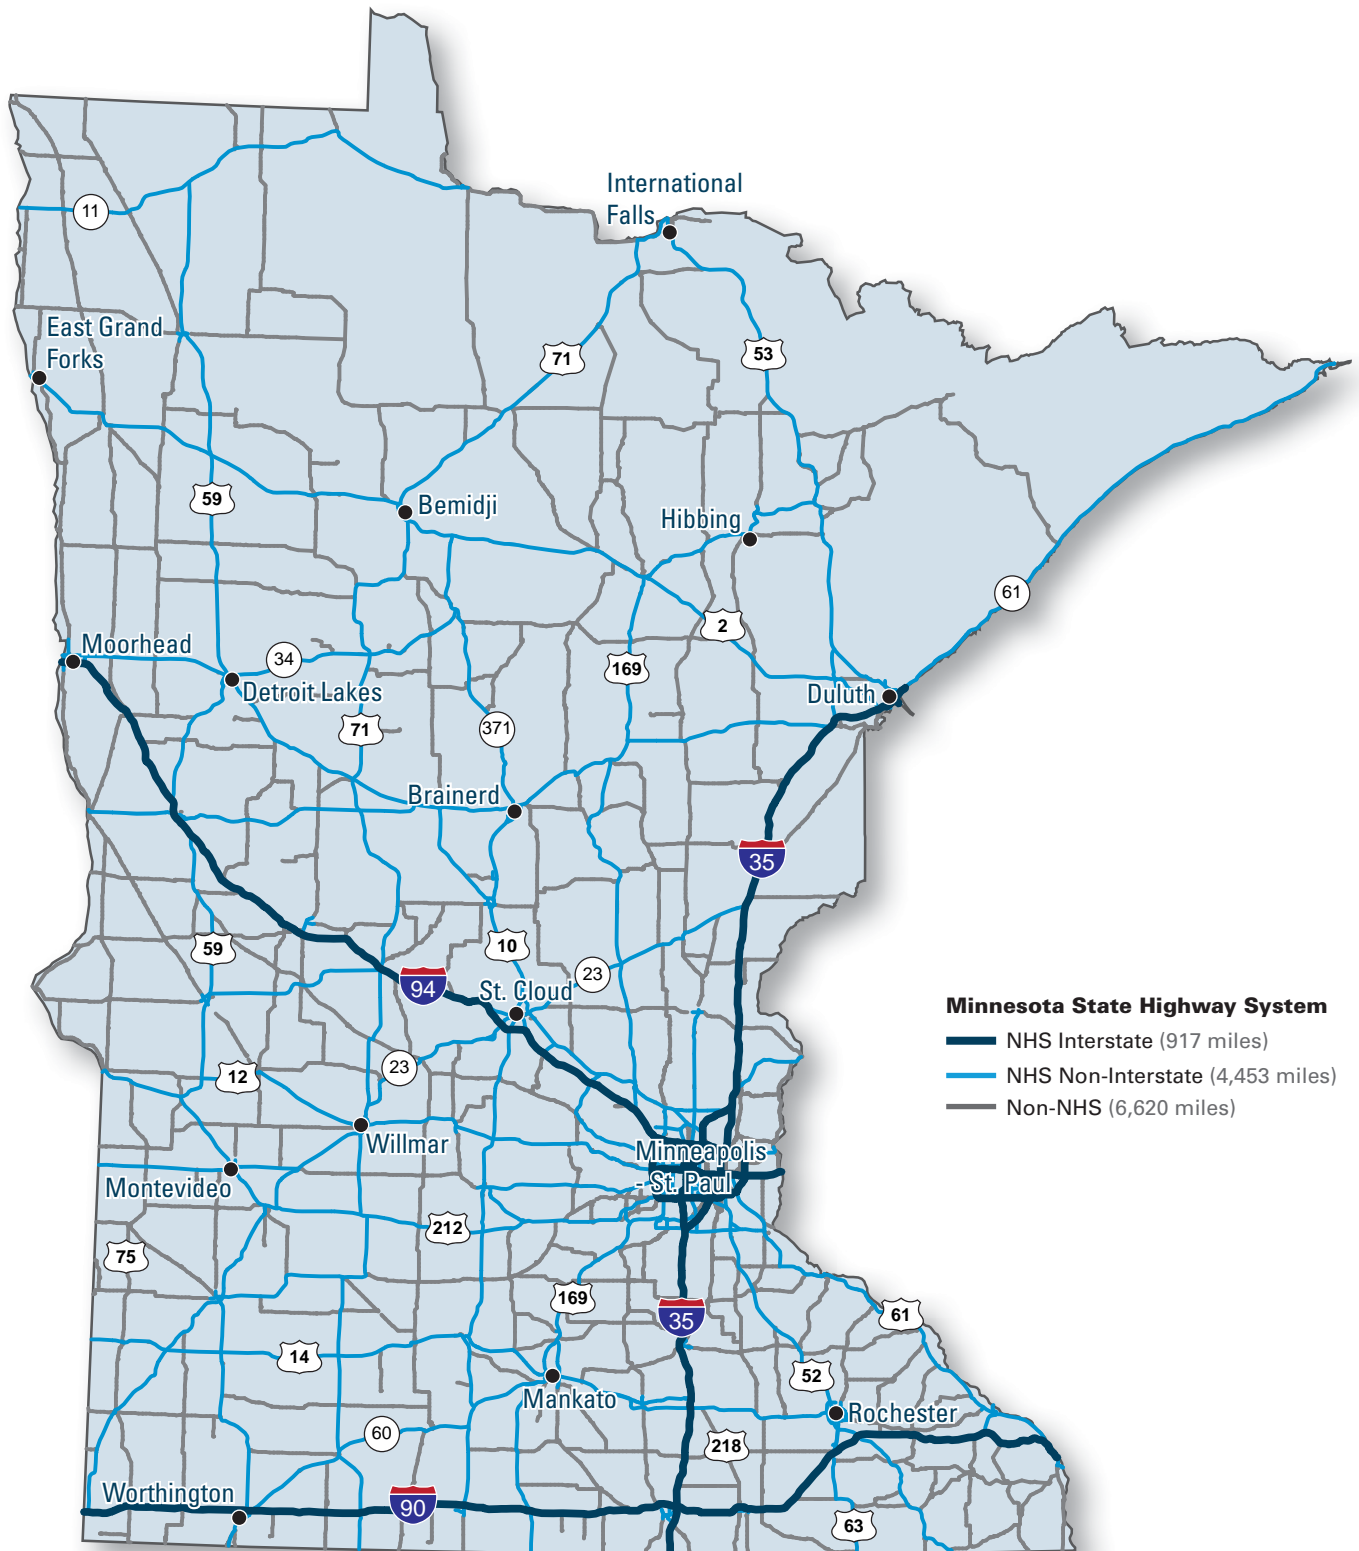 International
Falls
11
East Grand
Forks
71
53
59
Bemidji
Hibbing
61
2
Moorhead
34
169
Detroit Lakes
Duluth
71
371
Brainerd
35
59
10
23
94
St. Cloud
Minnesota State Highway System
NHS Interstate (917 miles)
NHS Non-Interstate (4,453 miles)
Non-NHS (6,620 miles)
12
23
Willmar
Minneapolis
- St. Paul
Montevideo
212
75
169
35
61
14
52
Mankato
Rochester
60
218
Worthington
90
63